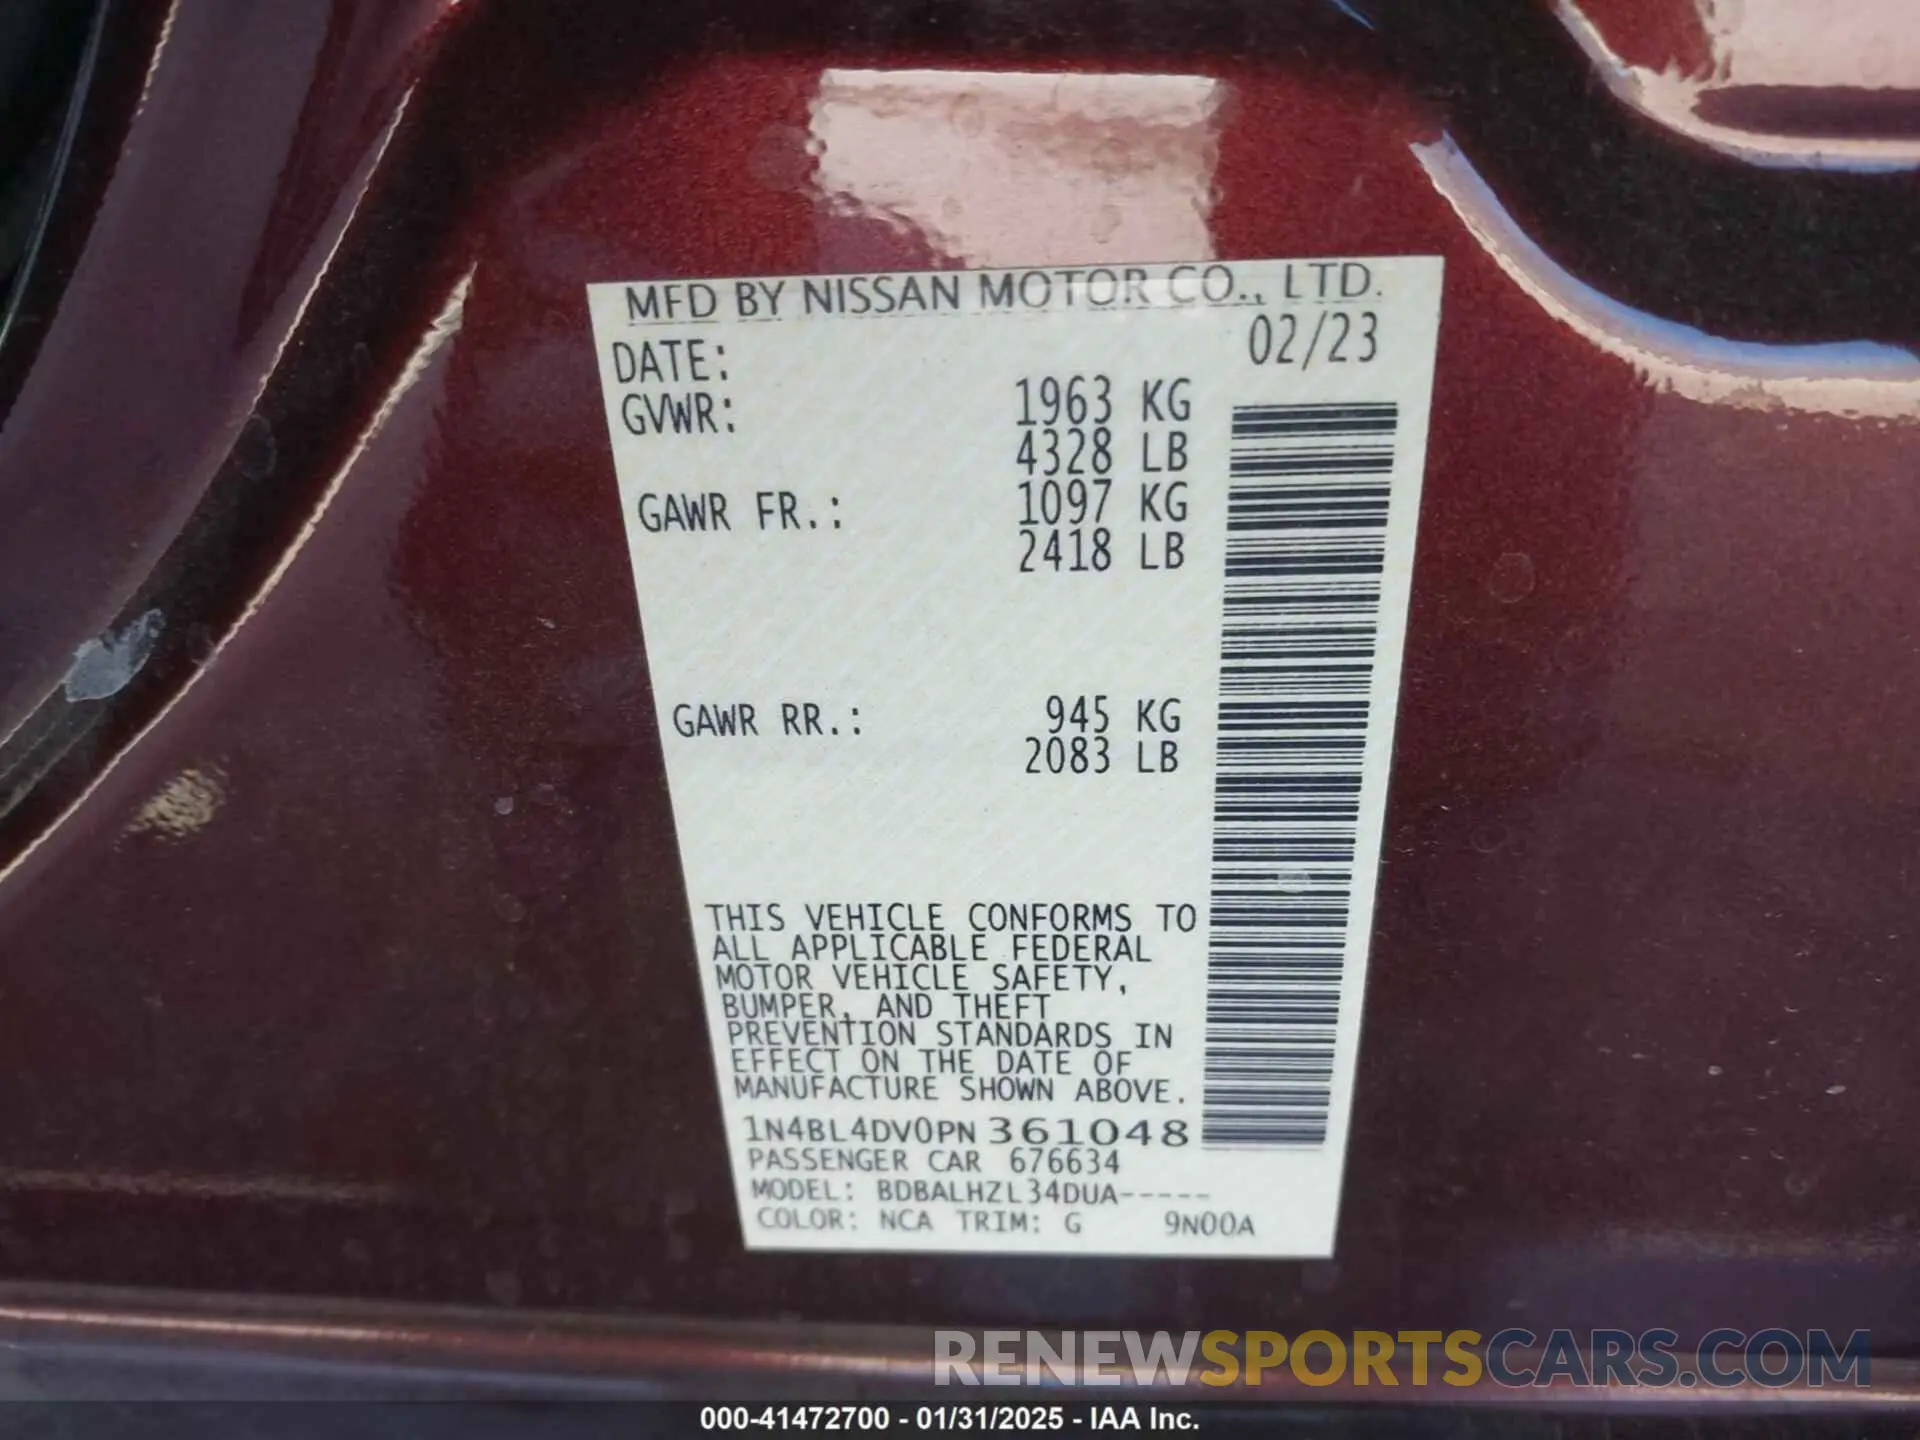 MFD BY NISSAN MOTOR CO., LTD.
DATE: 02/23
GVWR: 1963 KG
4328 LB
GAWR FR.: 1097 KG
2418 LB
GAWR RR.: 945 KG
2083 LB
THIS VEHICLE CONFORMS TO
ALL APPLICABLE FEDERAL
MOTOR VEHICLE SAFETY,
BUMPER, AND THEFT
PREVENTION STANDARDS IN
EFFECT ON THE DATE OF
MANUFACTURE SHOWN ABOVE.
1N4BL4DV0PN361048
PASSENGER CAR 676634
MODEL: BDBALHZL34DUA-----
COLOR: NCA TRIM: G 9N00A
RENEWSPORTSCARS.COM
000-41472700 - 01/31/2025 - IAA Inc.